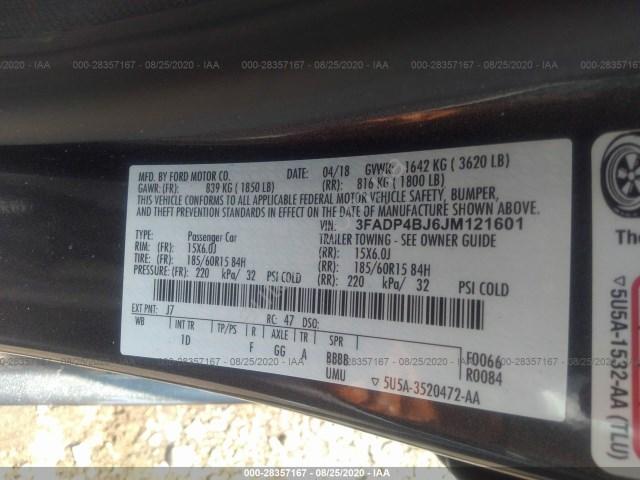 000-28357167 - 08/25/2020 - IAA
MFD. BY FORD MOTOR CO. DATE: 04/18 GVWR: 1642 KG ( 3620 LB)
GAWR: (FR): 839 KG ( 1850 LB) (RR): 816 KG ( 1800 LB)
THIS VEHICLE CONFORMS TO ALL APPLICABLE FEDERAL MOTOR VEHICLE SAFETY, BUMPER,
AND THEFT PREVENTION STANDARDS IN EFFECT ON THE DATE OF MANUFACTURE SHOWN ABOVE.
VIN: 3FADP4BJ6JM121601
TYPE: Passenger Car TRAILER TOWING - SEE OWNER GUIDE
RIM: (FR): 15X6.0J (RR): 15X6.0J
TIRE: (FR): 185/60R15 84H (RR): 185/60R15 84H
PRESSURE: (FR): 220 kPa/ 32 PSI COLD (RR): 220 kPa/ 32 PSI COLD
EXT PNT: J7 RC: 47 DSO:
WB INT TR TP/PS R AXLE TR SPR
1D F GG A BBBB F0066
UMU R0084
5U5A-3520472-AA
5U5A-1532-AA (TLU)
000-28357167 - 08/25/2020 - IAA